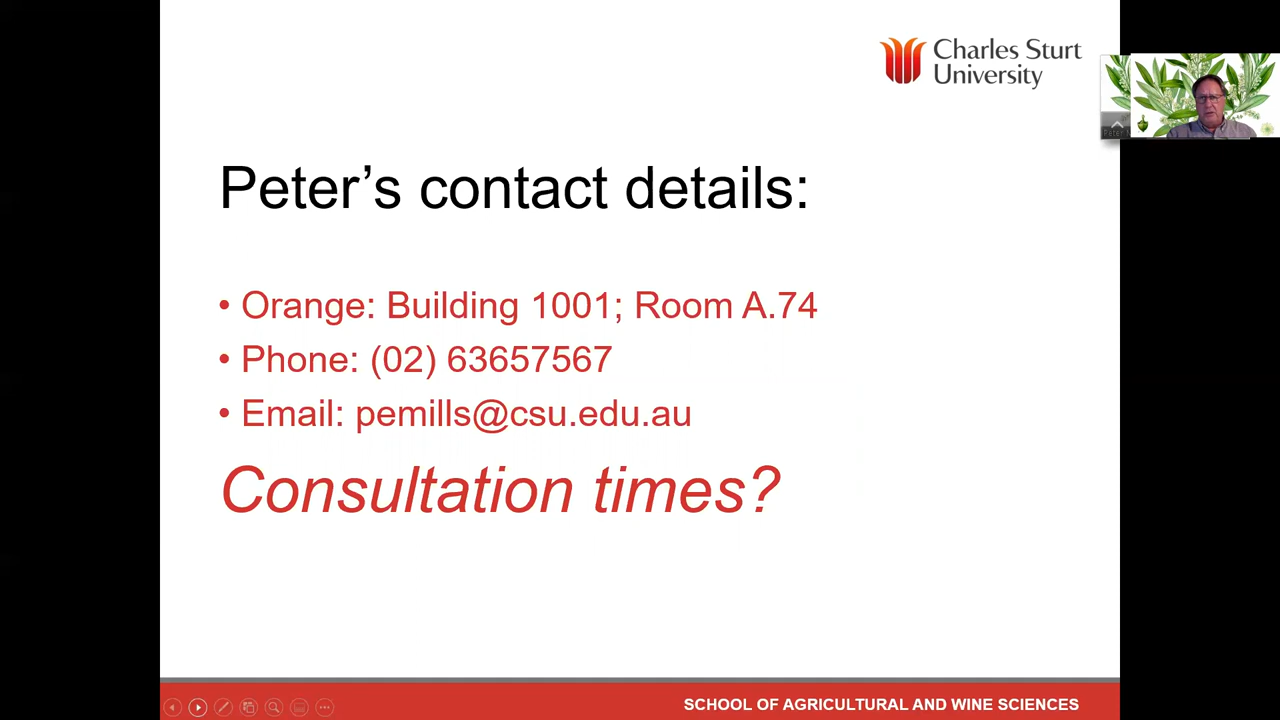 Charles Sturt
University
Peter’s contact details:
• Orange: Building 1001; Room A.74
• Phone: (02) 63657567
• Email: pemills@csu.edu.au
Consultation times?
SCHOOL OF AGRICULTURAL AND WINE SCIENCES